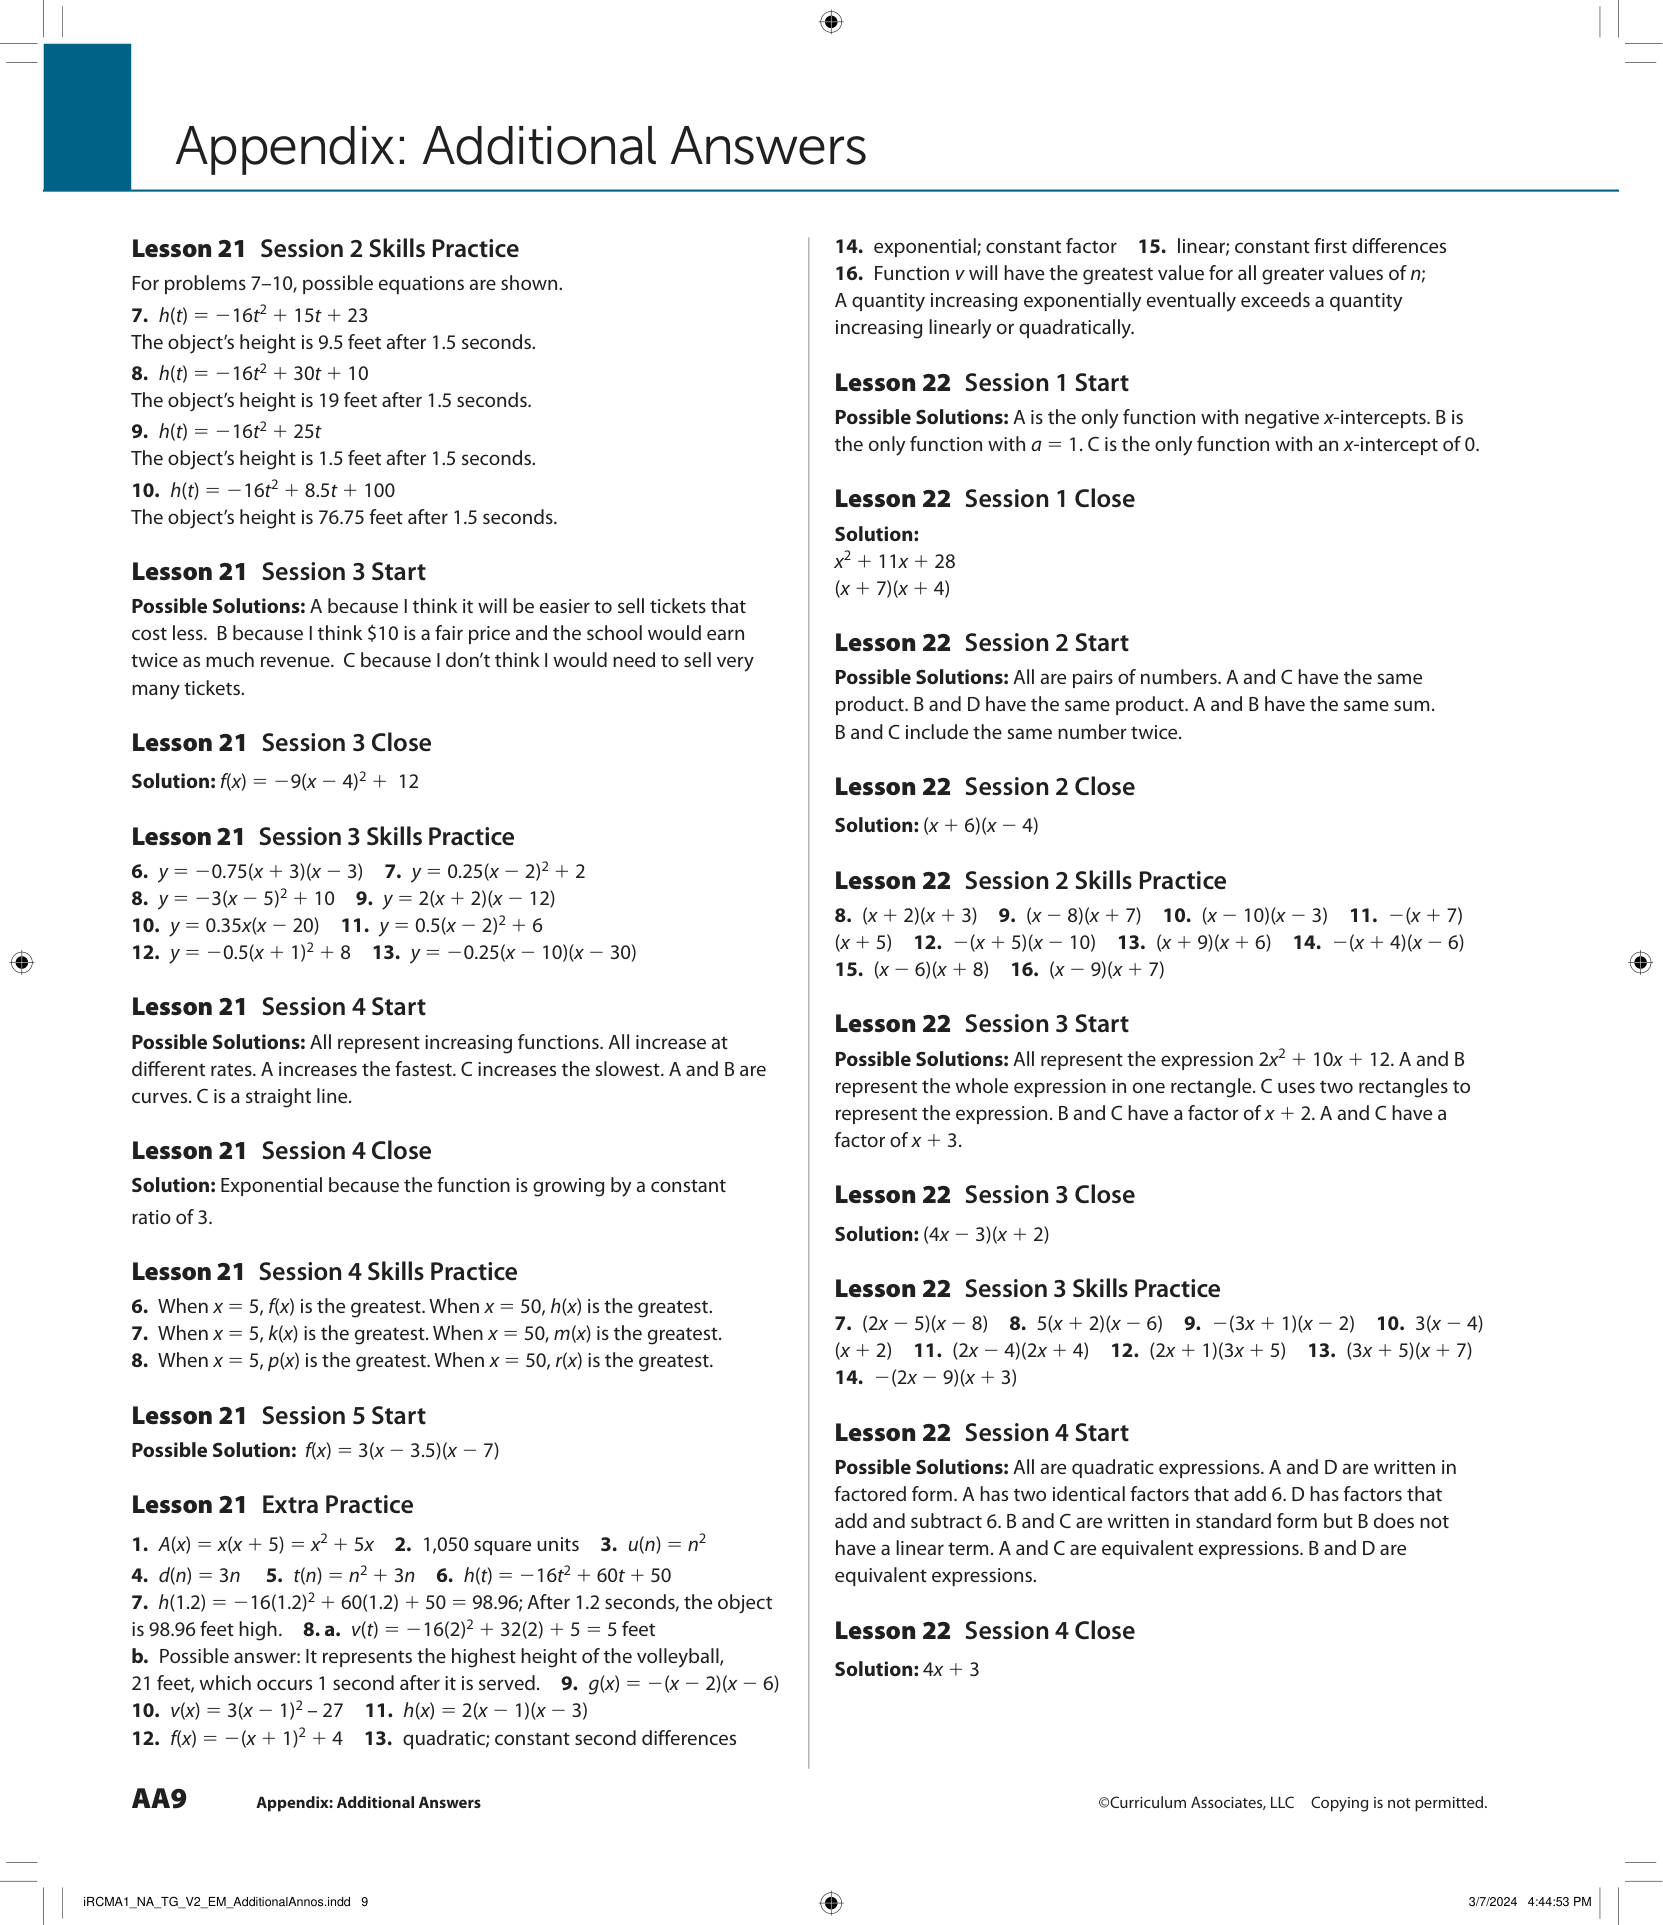 Appendix: Additional Answers
Lesson 21 Session 2 Skills Practice
For problems 7–10, possible equations are shown.
7. h(t) = −16t² + 15t + 23
The object’s height is 9.5 feet after 1.5 seconds.
8. h(t) = −16t² + 30t + 10
The object’s height is 19 feet after 1.5 seconds.
9. h(t) = −16t² + 25t
The object’s height is 1.5 feet after 1.5 seconds.
10. h(t) = −16t² + 8.5t + 100
The object’s height is 76.75 feet after 1.5 seconds.
Lesson 21 Session 3 Start
Possible Solutions: A because I think it will be easier to sell tickets that
cost less. B because I think $10 is a fair price and the school would earn
twice as much revenue. C because I don’t think I would need to sell very
many tickets.
Lesson 21 Session 3 Close
Solution: f(x) = −9(x − 4)² + 12
Lesson 21 Session 3 Skills Practice
6. y = −0.75(x + 3)(x − 3) 7. y = 0.25(x − 2)² + 2
8. y = −3(x − 5)² + 10 9. y = 2(x + 2)(x − 12)
10. y = 0.35x(x − 20) 11. y = 0.5(x − 2)² + 6
12. y = −0.5(x + 1)² + 8 13. y = −0.25(x − 10)(x − 30)
Lesson 21 Session 4 Start
Possible Solutions: All represent increasing functions. All increase at
different rates. A increases the fastest. C increases the slowest. A and B are
curves. C is a straight line.
Lesson 21 Session 4 Close
Solution: Exponential because the function is growing by a constant
ratio of 3.
Lesson 21 Session 4 Skills Practice
6. When x = 5, f(x) is the greatest. When x = 50, h(x) is the greatest.
7. When x = 5, k(x) is the greatest. When x = 50, m(x) is the greatest.
8. When x = 5, p(x) is the greatest. When x = 50, r(x) is the greatest.
Lesson 21 Session 5 Start
Possible Solution: f(x) = 3(x − 3.5)(x − 7)
Lesson 21 Extra Practice
1. A(x) = x(x + 5) = x² + 5x 2. 1,050 square units 3. u(n) = n²
4. d(n) = 3n 5. t(n) = n² + 3n 6. h(t) = −16t² + 60t + 50
7. h(1.2) = −16(1.2)² + 60(1.2) + 50 = 98.96; After 1.2 seconds, the object
is 98.96 feet high. 8. a. v(t) = −16(2)² + 32(2) + 5 = 5 feet
b. Possible answer: It represents the highest height of the volleyball,
21 feet, which occurs 1 second after it is served. 9. g(x) = −(x − 2)(x − 6)
10. v(x) = 3(x − 1)² – 27 11. h(x) = 2(x − 1)(x − 3)
12. f(x) = −(x + 1)² + 4 13. quadratic; constant second differences
14. exponential; constant factor 15. linear; constant first differences
16. Function v will have the greatest value for all greater values of n;
A quantity increasing exponentially eventually exceeds a quantity
increasing linearly or quadratically.
Lesson 22 Session 1 Start
Possible Solutions: A is the only function with negative x-intercepts. B is
the only function with a = 1. C is the only function with an x-intercept of 0.
Lesson 22 Session 1 Close
Solution:
x² + 11x + 28
(x + 7)(x + 4)
Lesson 22 Session 2 Start
Possible Solutions: All are pairs of numbers. A and C have the same
product. B and D have the same product. A and B have the same sum.
B and C include the same number twice.
Lesson 22 Session 2 Close
Solution: (x + 6)(x − 4)
Lesson 22 Session 2 Skills Practice
8. (x + 2)(x + 3) 9. (x − 8)(x + 7) 10. (x − 10)(x − 3) 11. −(x + 7)
(x + 5) 12. −(x + 5)(x − 10) 13. (x + 9)(x + 6) 14. −(x + 4)(x − 6)
15. (x − 6)(x + 8) 16. (x − 9)(x + 7)
Lesson 22 Session 3 Start
Possible Solutions: All represent the expression 2x² + 10x + 12. A and B
represent the whole expression in one rectangle. C uses two rectangles to
represent the expression. B and C have a factor of x + 2. A and C have a
factor of x + 3.
Lesson 22 Session 3 Close
Solution: (4x − 3)(x + 2)
Lesson 22 Session 3 Skills Practice
7. (2x − 5)(x − 8) 8. 5(x + 2)(x − 6) 9. −(3x + 1)(x − 2) 10. 3(x − 4)
(x + 2) 11. (2x − 4)(2x + 4) 12. (2x + 1)(3x + 5) 13. (3x + 5)(x + 7)
14. −(2x − 9)(x + 3)
Lesson 22 Session 4 Start
Possible Solutions: All are quadratic expressions. A and D are written in
factored form. A has two identical factors that add 6. D has factors that
add and subtract 6. B and C are written in standard form but B does not
have a linear term. A and C are equivalent expressions. B and D are
equivalent expressions.
Lesson 22 Session 4 Close
Solution: 4x + 3
AA9 Appendix: Additional Answers
©Curriculum Associates, LLC Copying is not permitted.
iRCMA1_NA_TG_V2_EM_AdditionalAnnos.indd 9
3/7/2024 4:44:53 PM